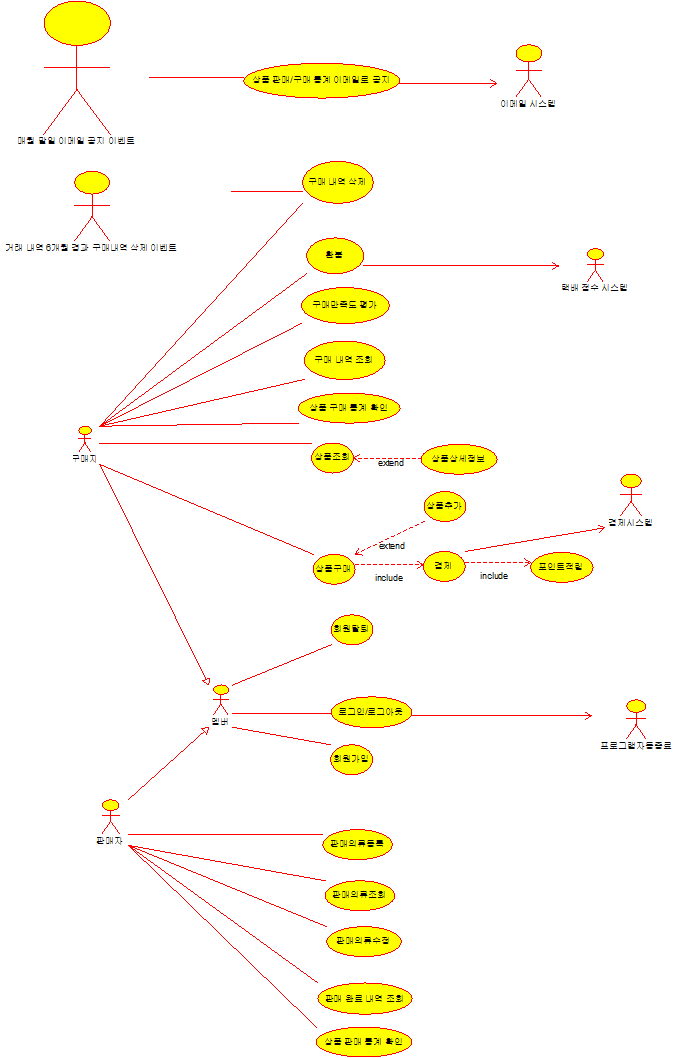 상품 판매/구매 통계 이메일로 공지
이메일 시스템
매월 말일 이메일 공지 이벤트
구매 내역 삭제
거래 내역 6개월 경과 구매내역 삭제 이벤트
환불
택배 접수 시스템
구매만족도 평가
구매 내역 조회
상품 구매 통계 확인
구매자
상품조회
extend
상품상세정보
상품추가
결제시스템
extend
상품구매
include
결제
include
포인트적립
회원탈퇴
멤버
로그인/로그아웃
프로그램자동종료
회원가입
판매자
판매의류등록
판매의류조회
판매의류수정
판매 완료 내역 조회
상품 판매 통계 확인